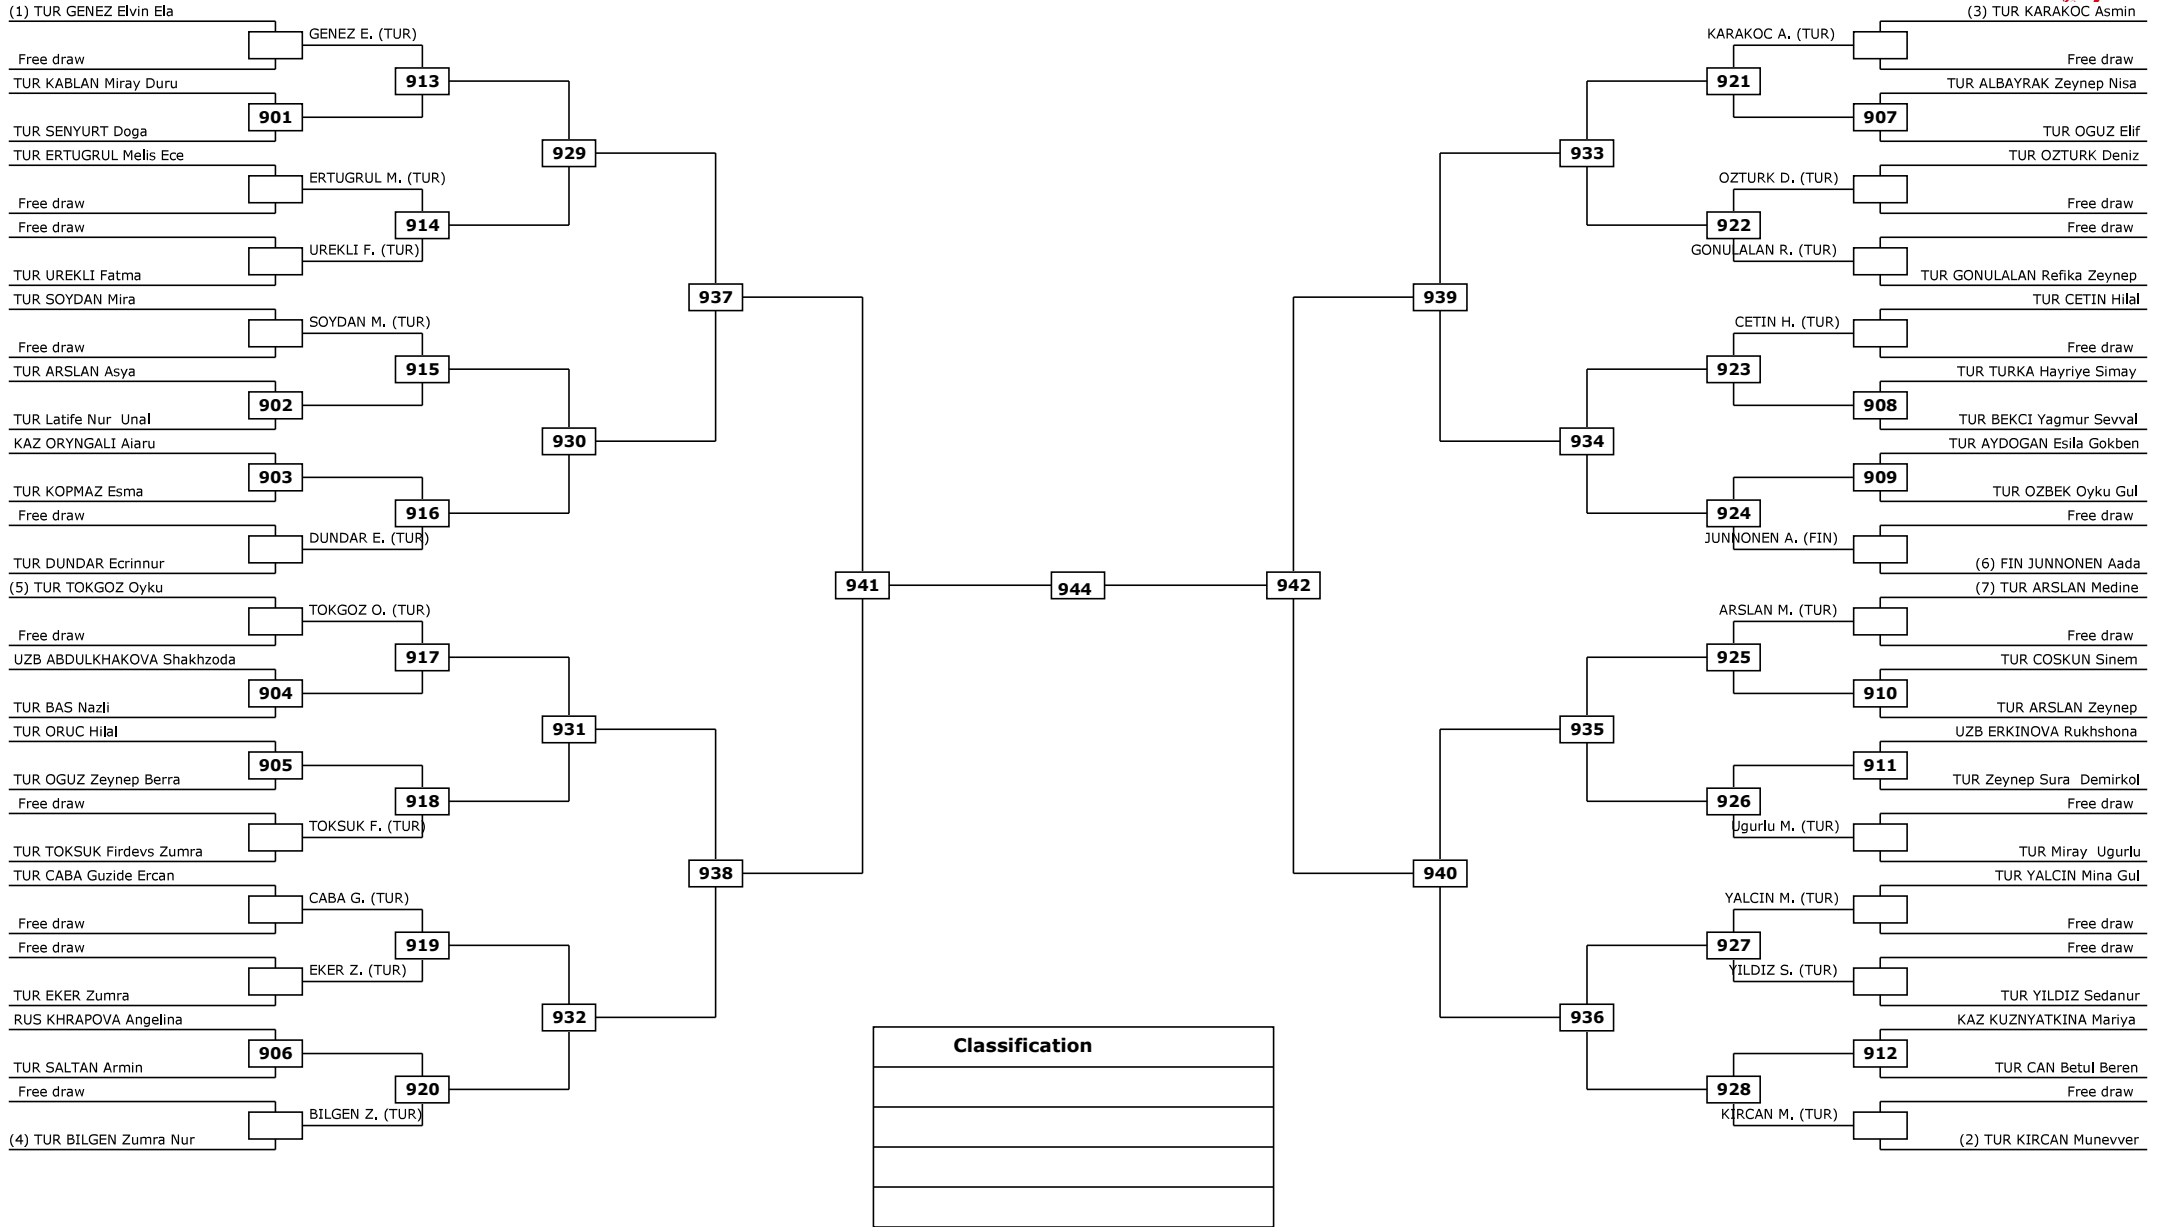 (1) TUR GENEZ Elvin Ela
GENEZ E. (TUR)
Free draw
913
TUR KABLAN Miray Duru
901
TUR SENYURT Doga
929
TUR ERTUGRUL Melis Ece
ERTUGRUL M. (TUR)
Free draw
914
Free draw
UREKLI F. (TUR)
TUR UREKLI Fatma
937
TUR SOYDAN Mira
SOYDAN M. (TUR)
Free draw
915
TUR ARSLAN Asya
902
TUR Latife Nur Unal
930
KAZ ORYNGALI Aiaru
903
TUR KOPMAZ Esma
916
Free draw
DUNDAR E. (TUR)
TUR DUNDAR Ecrinnur
941
(5) TUR TOKGOZ Oyku
TOKGOZ O. (TUR)
Free draw
917
UZB ABDULKHAKOVA Shakhzoda
904
TUR BAS Nazli
931
TUR ORUC Hilal
905
TUR OGUZ Zeynep Berra
918
Free draw
TOKSUK F. (TUR)
TUR TOKSUK Firdevs Zumra
938
TUR CABA Guzide Ercan
CABA G. (TUR)
Free draw
919
Free draw
EKER Z. (TUR)
TUR EKER Zumra
932
RUS KHRAPOVA Angelina
906
TUR SALTAN Armin
920
Free draw
BILGEN Z. (TUR)
(4) TUR BILGEN Zumra Nur
944
(3) TUR KARAKOC Asmin
KARAKOC A. (TUR)
Free draw
921
TUR ALBAYRAK Zeynep Nisa
907
TUR OGUZ Elif
933
TUR OZTURK Deniz
OZTURK D. (TUR)
Free draw
922
Free draw
GONULALAN R. (TUR)
TUR GONULALAN Refika Zeynep
939
TUR CETIN Hilal
CETIN H. (TUR)
Free draw
923
TUR TURKA Hayriye Simay
908
TUR BEKCI Yagmur Sevval
934
TUR AYDOGAN Esila Gokben
909
TUR OZBEK Oyku Gul
924
Free draw
JUNNONEN A. (FIN)
(6) FIN JUNNONEN Aada
942
(7) TUR ARSLAN Medine
ARSLAN M. (TUR)
Free draw
925
TUR COSKUN Sinem
910
TUR ARSLAN Zeynep
935
UZB ERKINOVA Rukhshona
911
TUR Zeynep Sura Demirkol
926
Free draw
Ugurlu M. (TUR)
TUR Miray Ugurlu
940
TUR YALCIN Mina Gul
YALCIN M. (TUR)
Free draw
927
Free draw
YILDIZ S. (TUR)
TUR YILDIZ Sedanur
936
KAZ KUZNYATKINA Mariya
912
TUR CAN Betul Beren
928
Free draw
KIRCAN M. (TUR)
(2) TUR KIRCAN Munevver
Classification